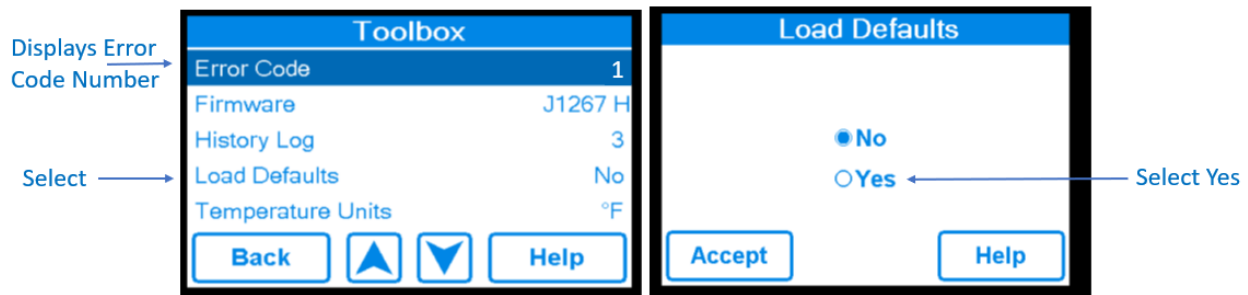 Displays Error
Code Number
Toolbox
Error Code 1
Firmware J1267 H
History Log 3
Load Defaults No
Temperature Units °F
Back Help
Select
Load Defaults
No
Yes
Accept Help
Select Yes